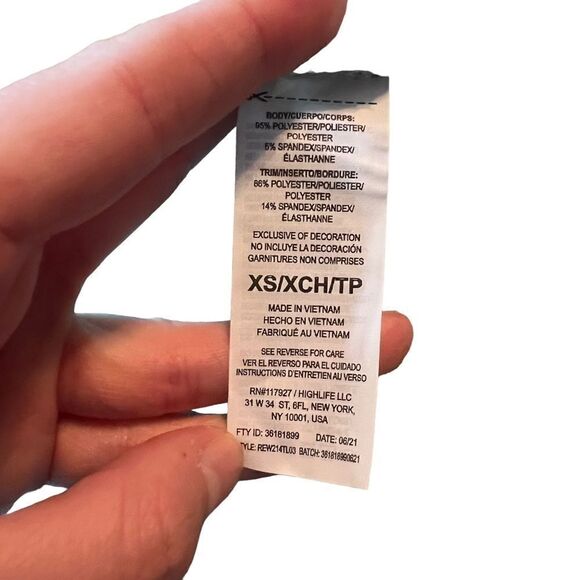 BODY/CUERPO/CORPS:
95% POLYESTER/POLIESTER/
POLYESTER
5% SPANDEX/SPANDEX/
ÉLASTHANNE
TRIM/INSERTO/BORDURE:
86% POLYESTER/POLIESTER/
POLYESTER
14% SPANDEX/SPANDEX/
ÉLASTHANNE
EXCLUSIVE OF DECORATION
NO INCLUYE LA DECORACIÓN
GARNITURES NON COMPRISES
XS/XCH/TP
MADE IN VIETNAM
HECHO EN VIETNAM
FABRIQUÉ AU VIETNAM
SEE REVERSE FOR CARE
VER EL REVERSO PARA EL CUIDADO
INSTRUCTIONS D'ENTRETIEN AU VERSO
RN#117927 / HIGHLIFE LLC
31 W 34 ST, 6FL, NEW YORK,
NY 10001, USA
FTY ID: 36181899 DATE: 06/21
TYLE: REW214TL03 BATCH: 361818990621